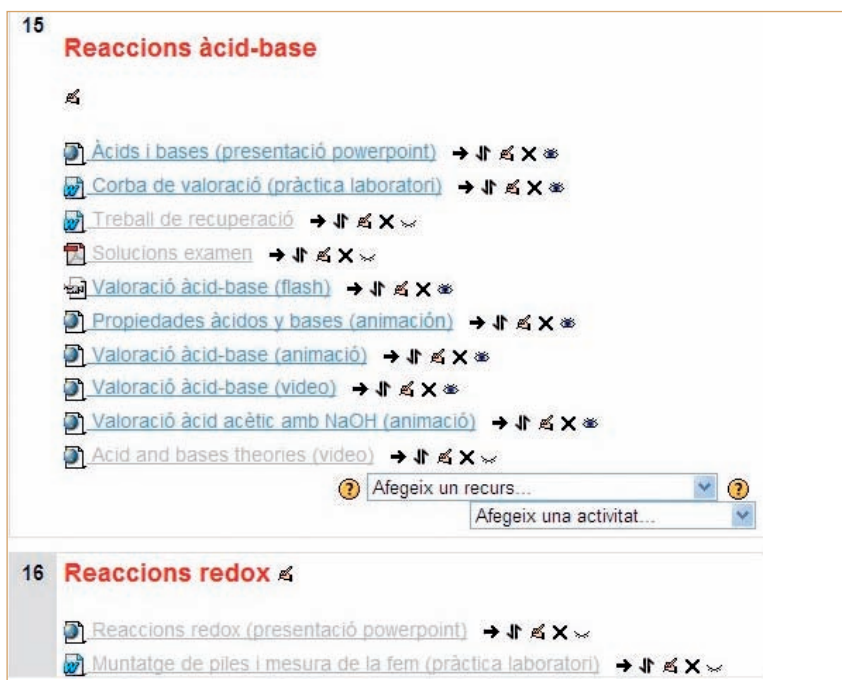 15
Reaccions àcid-base
Àcids i bases (presentació powerpoint)
Corba de valoració (pràctica laboratori)
Treball de recuperació
Solucions examen
Valoració àcid-base (flash)
Propiedades àcidos y bases (animación)
Valoració àcid-base (animació)
Valoració àcid-base (video)
Valoració àcid acètic amb NaOH (animació)
Acid and bases theories (video)
Afegeix un recurs...
Afegeix una activitat...
16 Reaccions redox
Reaccions redox (presentació powerpoint)
Muntatge de piles i mesura de la fem (pràctica laboratori)